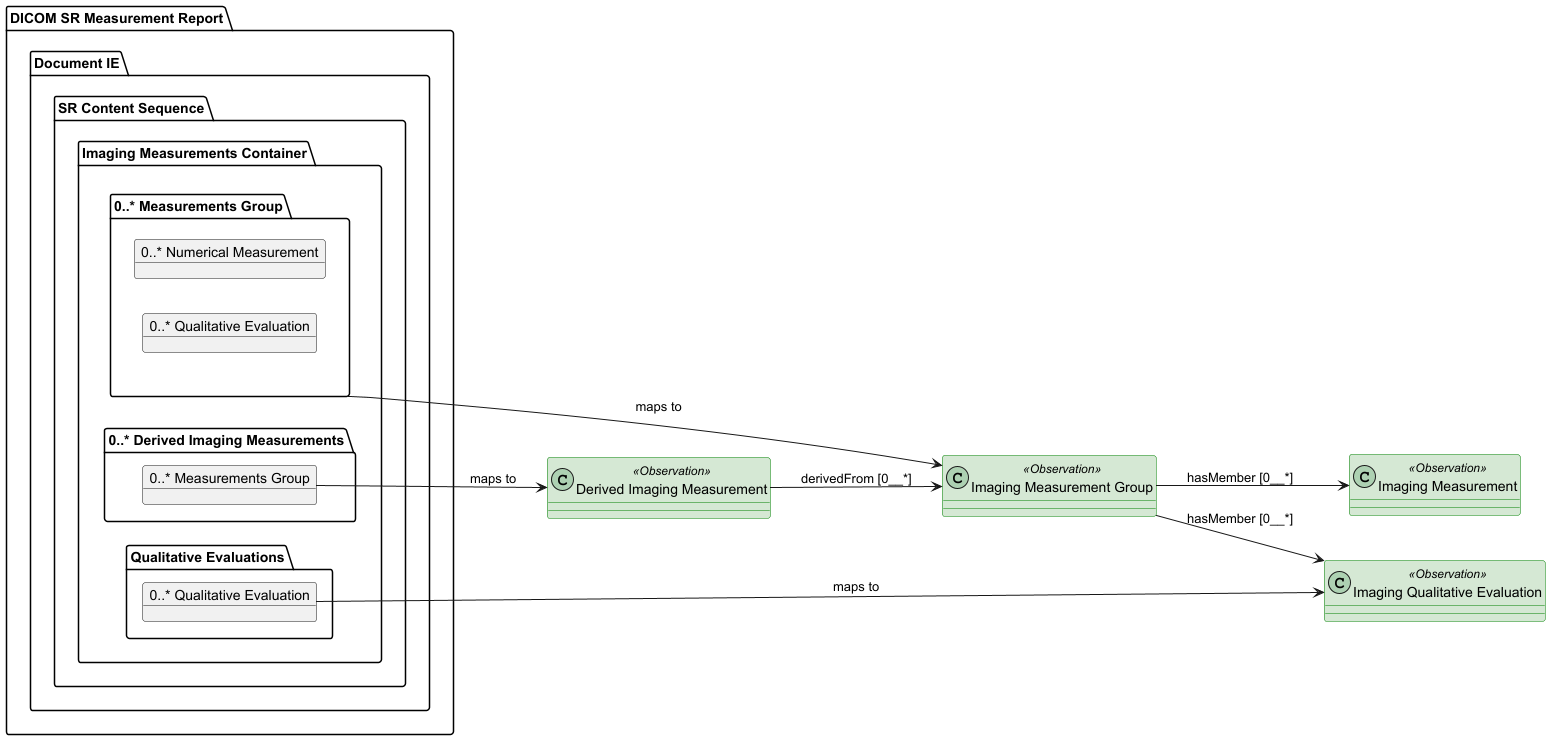 DICOM SR Measurement Report
Document IE
SR Content Sequence
Imaging Measurements Container
0..* Measurements Group
0..* Numerical Measurement
0..* Qualitative Evaluation
maps to
0..* Derived Imaging Measurements
0..* Measurements Group
maps to
C
«Observation»
Derived Imaging Measurement
derivedFrom [0__*]
C
«Observation»
Imaging Measurement Group
hasMember [0__*]
C
«Observation»
Imaging Measurement
hasMember [0__*]
Qualitative Evaluations
0..* Qualitative Evaluation
maps to
C
«Observation»
Imaging Qualitative Evaluation